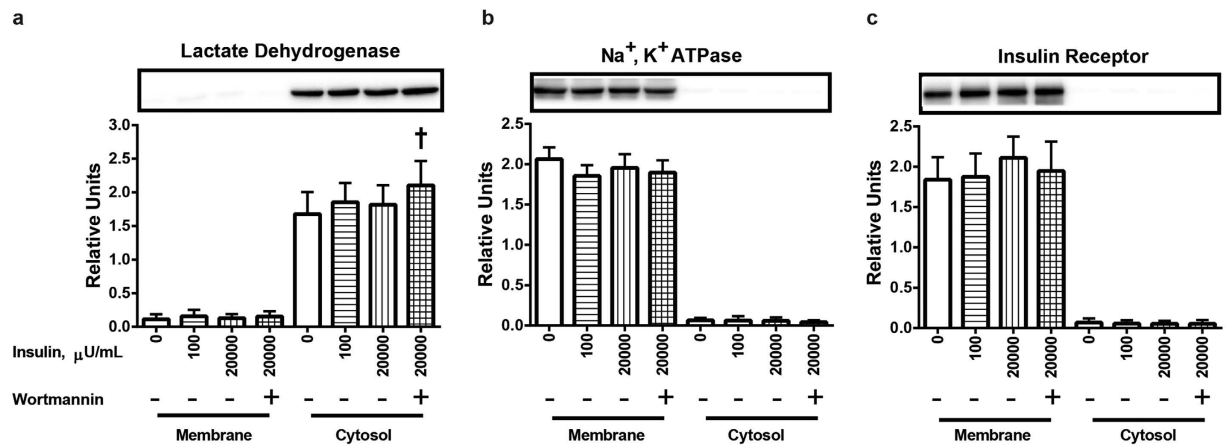 a
Lactate Dehydrogenase
†
3.0
2.5
2.0
1.5
1.0
0.5
0.0
Relative Units
Insulin, μU/mL
0 100 20000 20000 0 100 20000 20000
Wortmannin
- - - + - - - +
Membrane Cytosol
b
Na+, K+ ATPase
2.5
2.0
1.5
1.0
0.5
0.0
Relative Units
0 100 20000 20000 0 100 20000 20000
- - - + - - - +
Membrane Cytosol
c
Insulin Receptor
2.5
2.0
1.5
1.0
0.5
0.0
Relative Units
0 100 20000 20000 0 100 20000 20000
- - - + - - - +
Membrane Cytosol